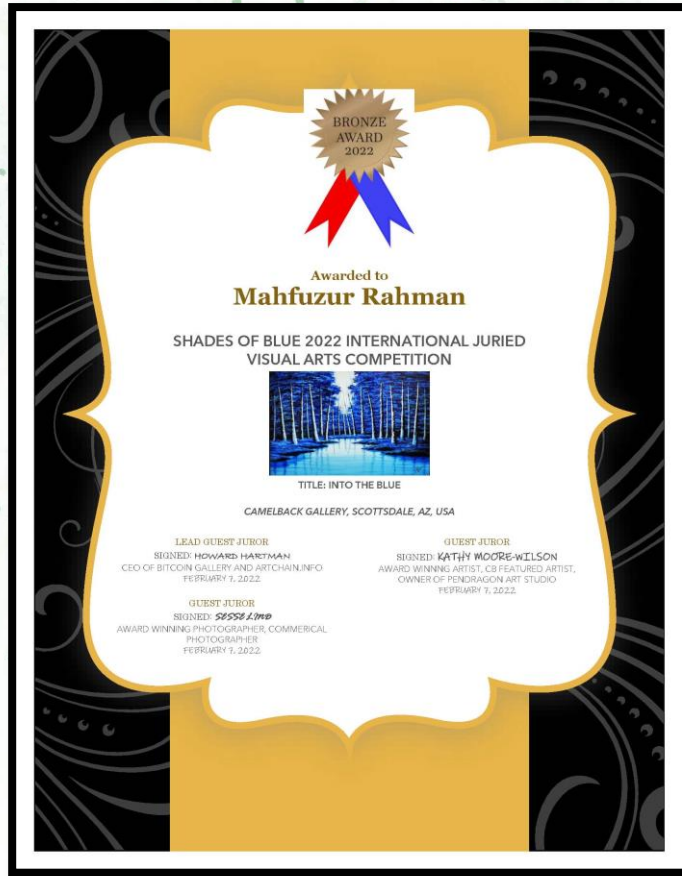 BRONZE
AWARD
2022
Awarded to
Mahfuzur Rahman
SHADES OF BLUE 2022 INTERNATIONAL JURIED
VISUAL ARTS COMPETITION
TITLE: INTO THE BLUE
CAMELBACK GALLERY, SCOTTSDALE, AZ, USA
LEAD GUEST JUROR
SIGNED: HOWARD HARTMAN
CEO OF BITCOIN GALLERY AND ARTCHAIN.INFO
FEBRUARY 7, 2022
GUEST JUROR
SIGNED: KATHY MOORE-WILSON
AWARD WINNNG ARTIST, CB FEATURED ARTIST,
OWNER OF PENDRAGON ART STUDIO
FEBRUARY 7, 2022
GUEST JUROR
SIGNED: SESSE LIND
AWARD WINNING PHOTOGRAPHER, COMMERICAL
PHOTOGRAPHER
FEBRUARY 7, 2022